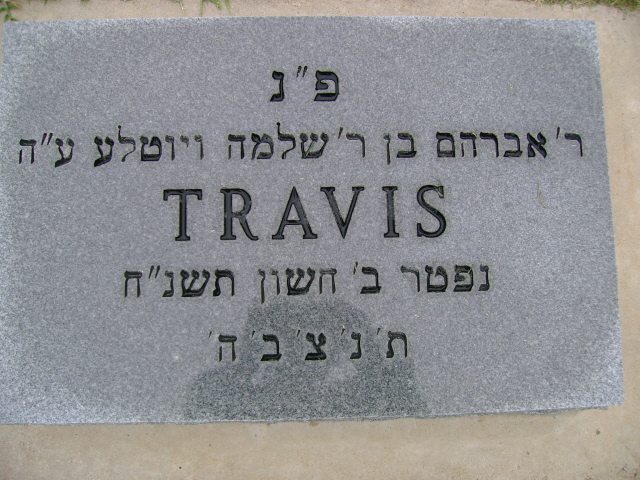 פ"נ
ר' אברהם בן ר' שלמה ויוטלע ע"ה
TRAVIS
נפטר ב' חשון תשנ"ח
ת' נ' צ' ב' ה'